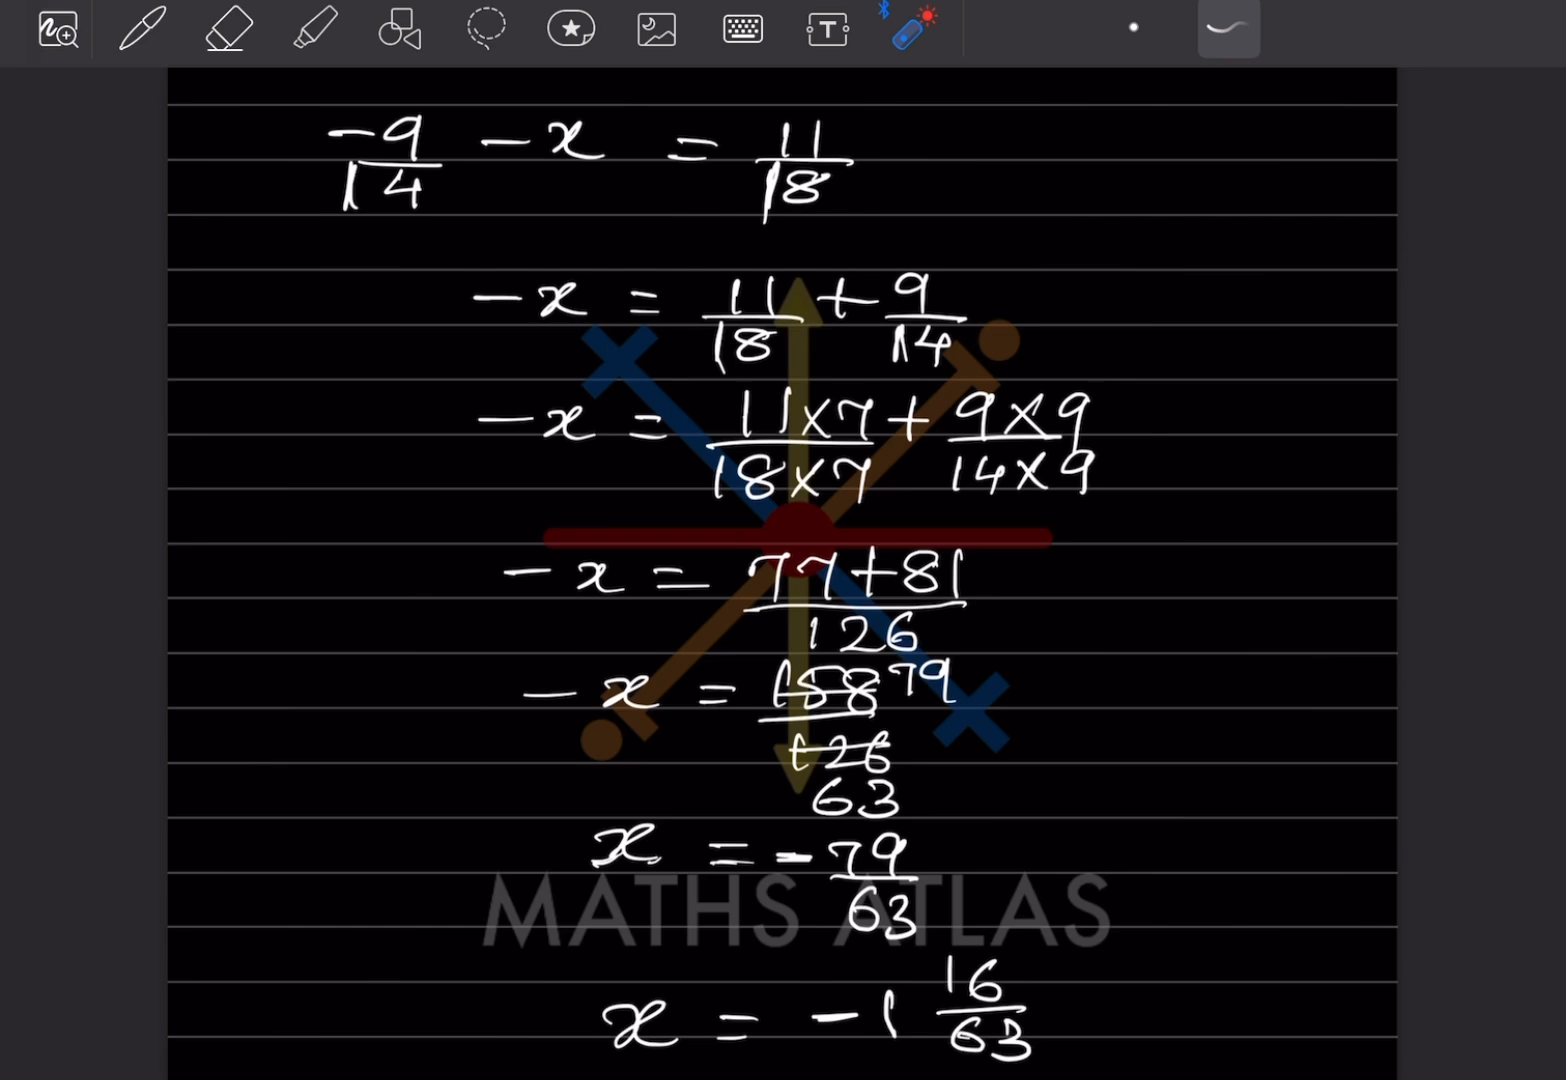 -9/14 - x = 11/18
-x = 11/18 + 9/14
-x = 11×7/18×7 + 9×9/14×9
-x = 77+81/126
-x = 158/126 79/63
x = -79/63
MATHS ATLAS
x = -1 16/63